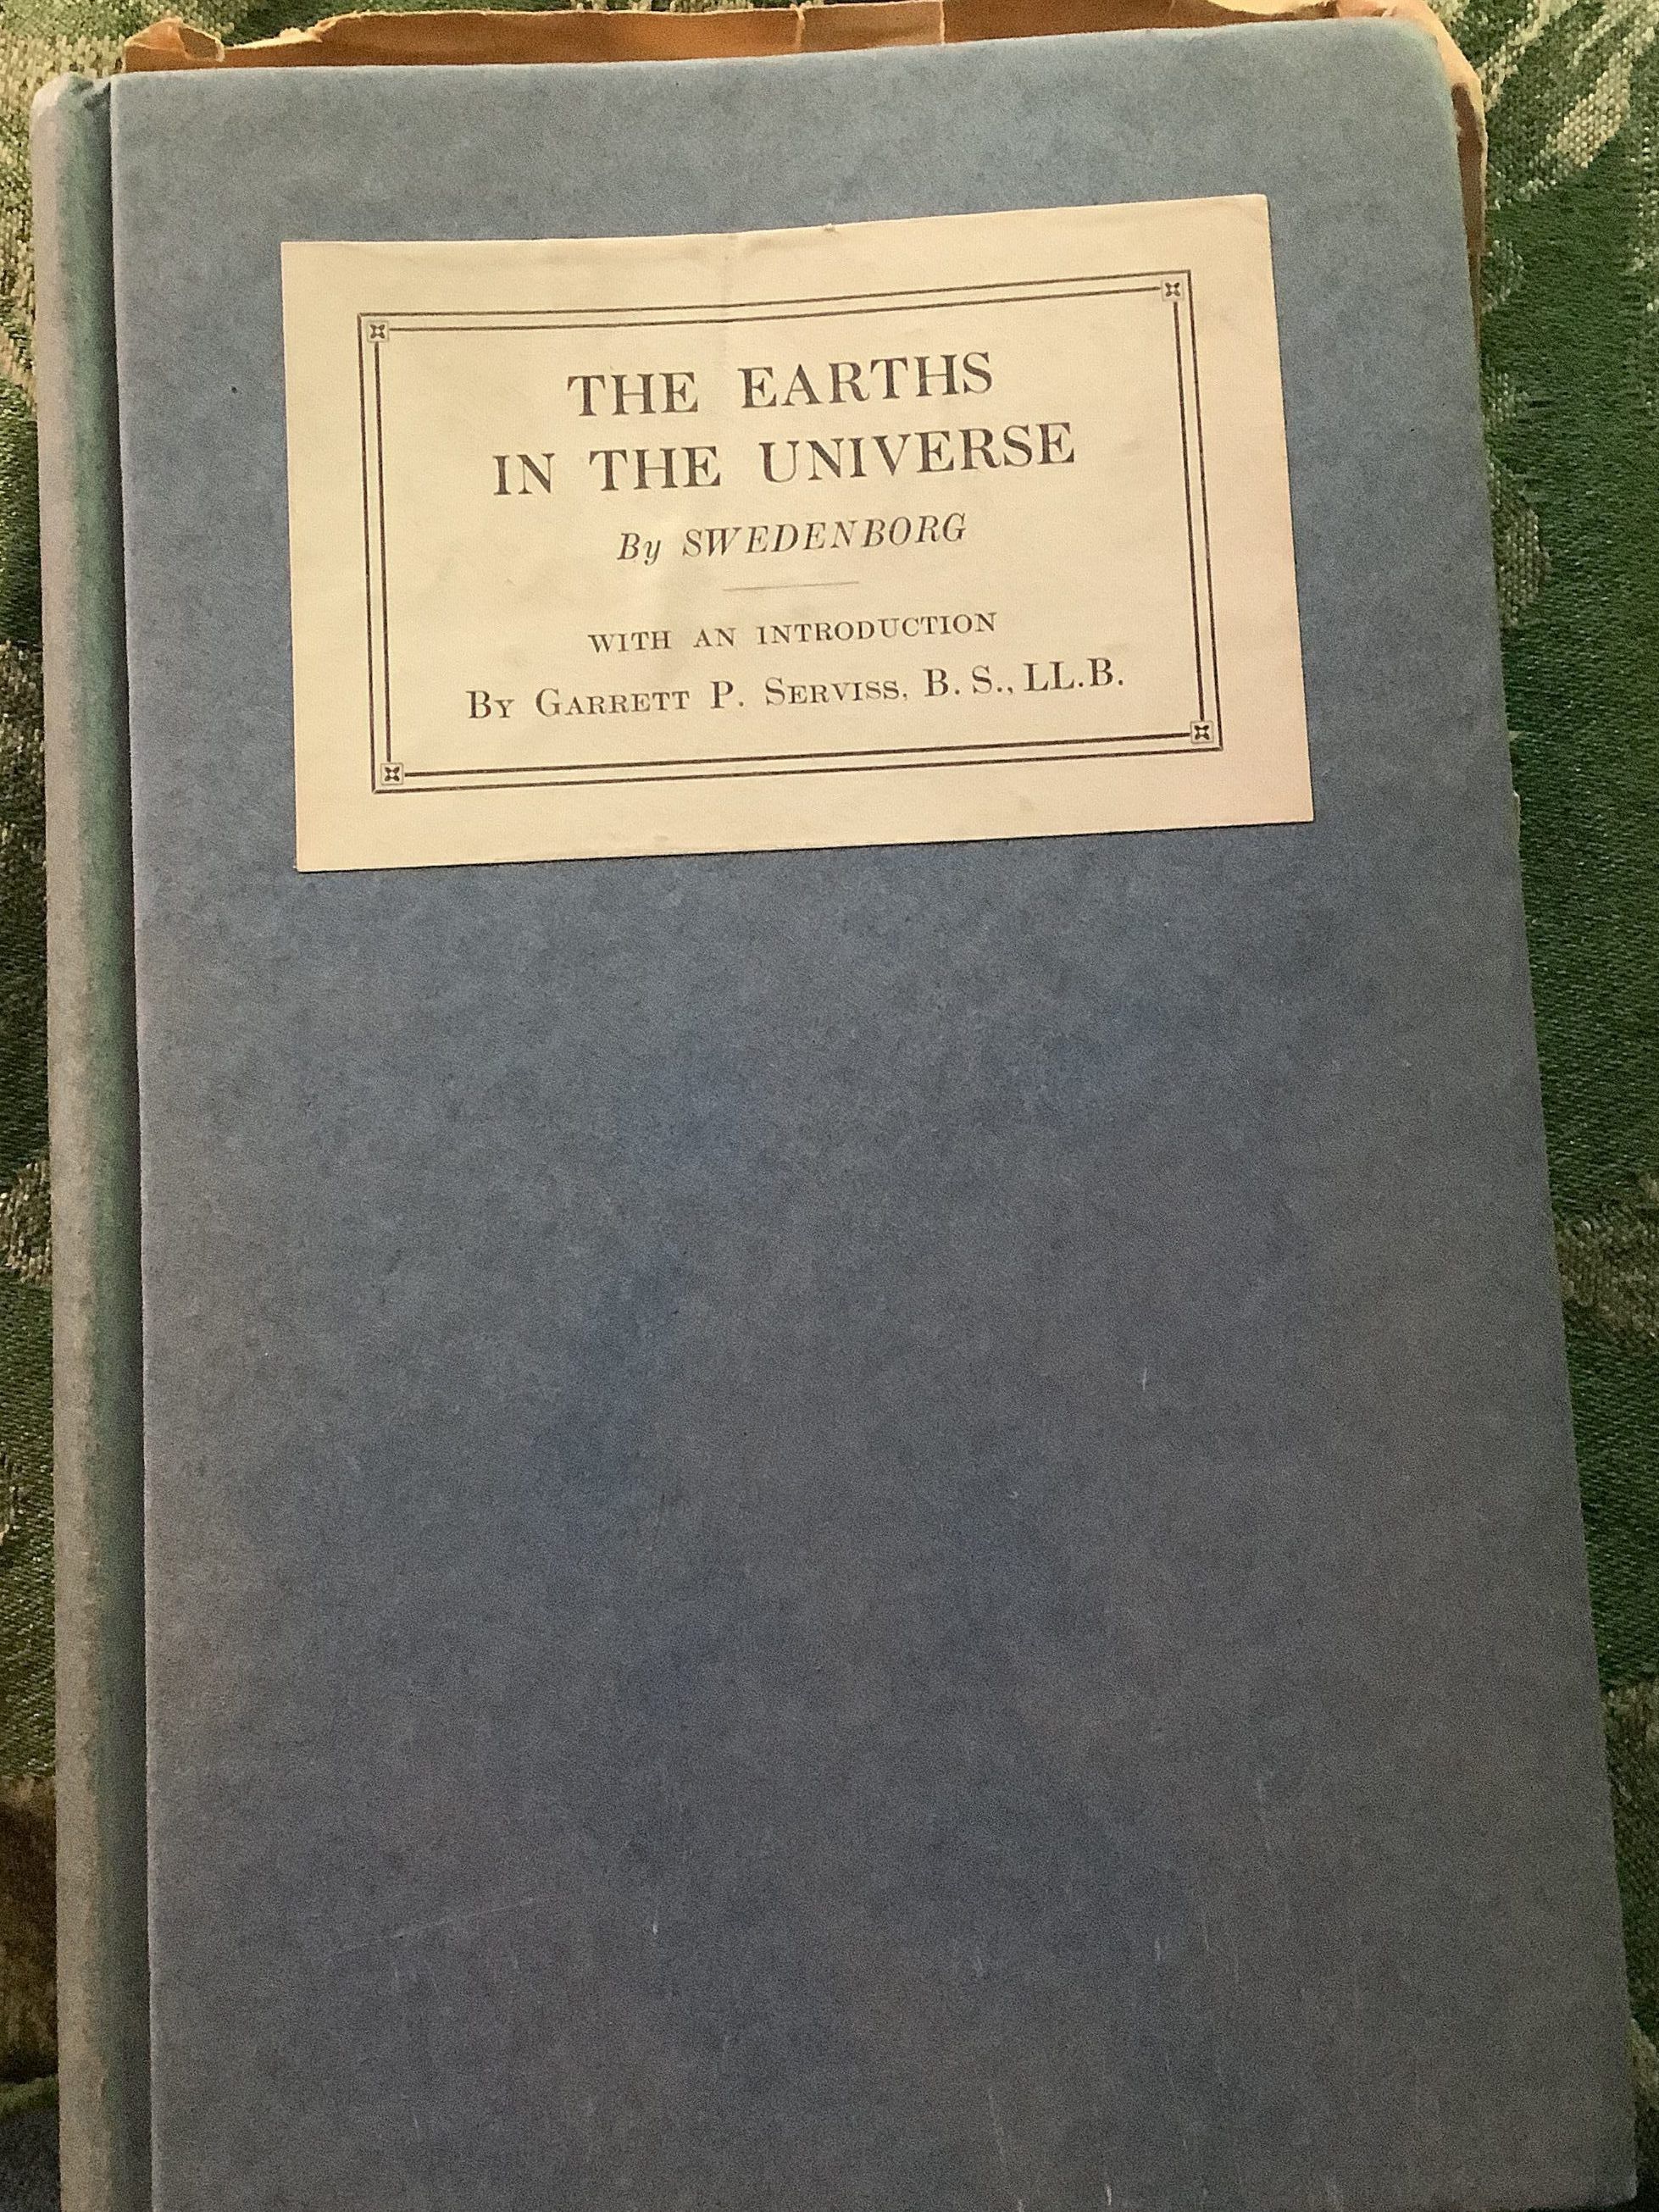 THE EARTHS
IN THE UNIVERSE
By SWEDENBORG
WITH AN INTRODUCTION
BY GARRETT P. SERVISS, B. S., LL.B.